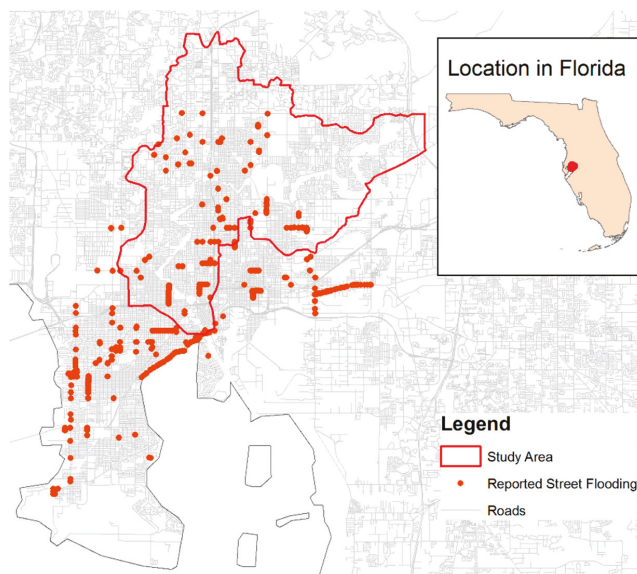 Location in Florida
Legend
Study Area
Reported Street Flooding
Roads